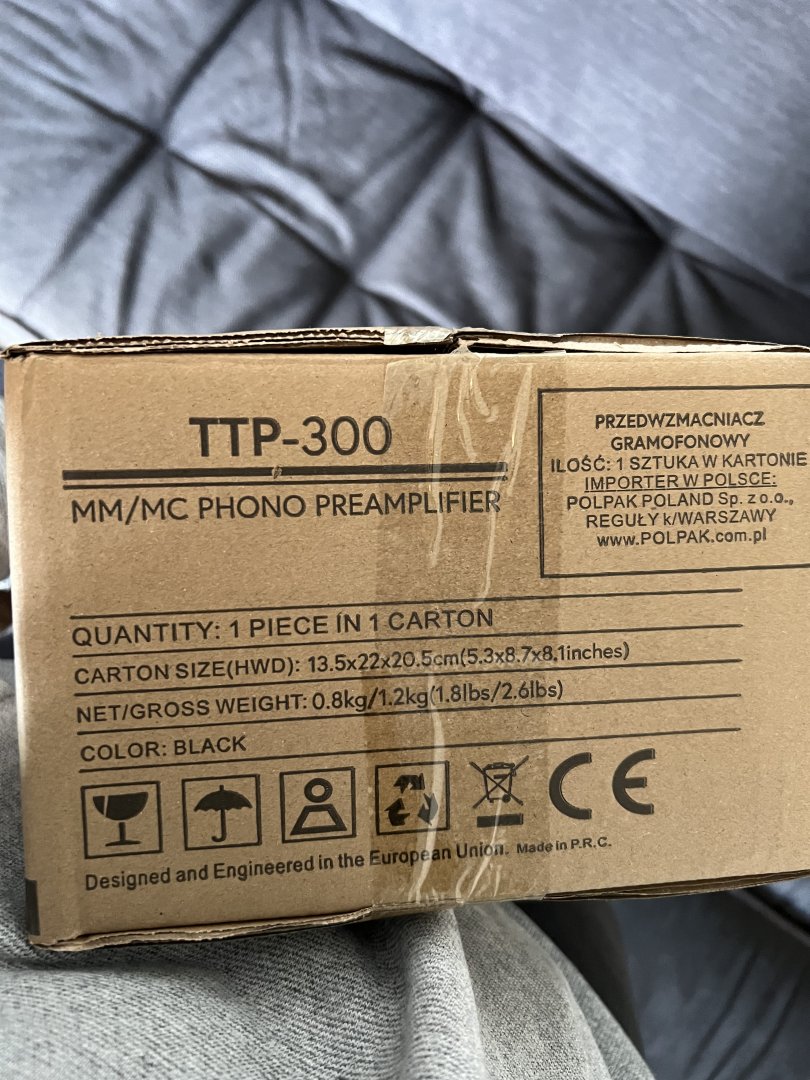 TTP-300
MM/MC PHONO PREAMPLIFIER
PRZEDWZMACNIACZ
GRAMOFONOWY
ILOŚĆ: 1 SZTUKA W KARTONIE
IMPORTER W POLSCE:
POLPAK POLAND Sp. z o.o.,
REGUŁY k/WARSZAWY
www.POLPAK.com.pl
QUANTITY: 1 PIECE IN 1 CARTON
CARTON SIZE(HWD): 13.5x22x20.5cm(5.3x8.7x8.1inches)
NET/GROSS WEIGHT: 0.8kg/1.2kg(1.8lbs/2.6lbs)
COLOR: BLACK
CE
Designed and Engineered in the European Union. Made in P.R.C.